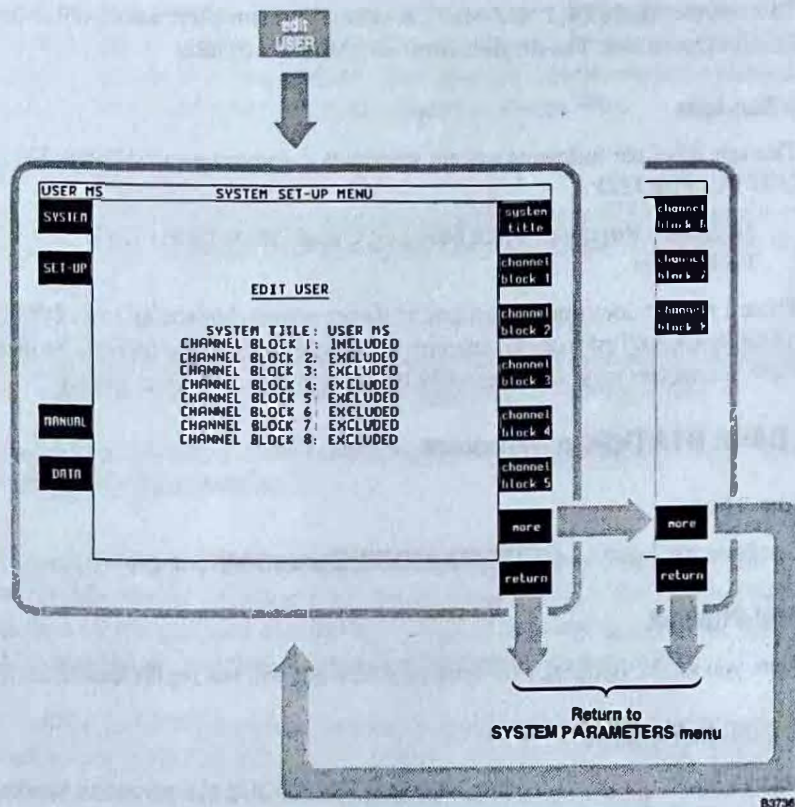 edit
USER
USER MS
SYSTEM SET-UP MENU
SYSTEM
SET-UP
MANUAL
DATA
EDIT USER
SYSTEM TITLE: USER MS
CHANNEL BLOCK 1: INCLUDED
CHANNEL BLOCK 2: EXCLUDED
CHANNEL BLOCK 3: EXCLUDED
CHANNEL BLOCK 4: EXCLUDED
CHANNEL BLOCK 5: EXCLUDED
CHANNEL BLOCK 6: EXCLUDED
CHANNEL BLOCK 7: EXCLUDED
CHANNEL BLOCK 8: EXCLUDED
system
title
channel
block 1
channel
block 2
channel
block 3
channel
block 4
channel
block 5
more
return
channel
block 6
channel
block 7
channel
block
more
return
Return to
SYSTEM PARAMETERS menu